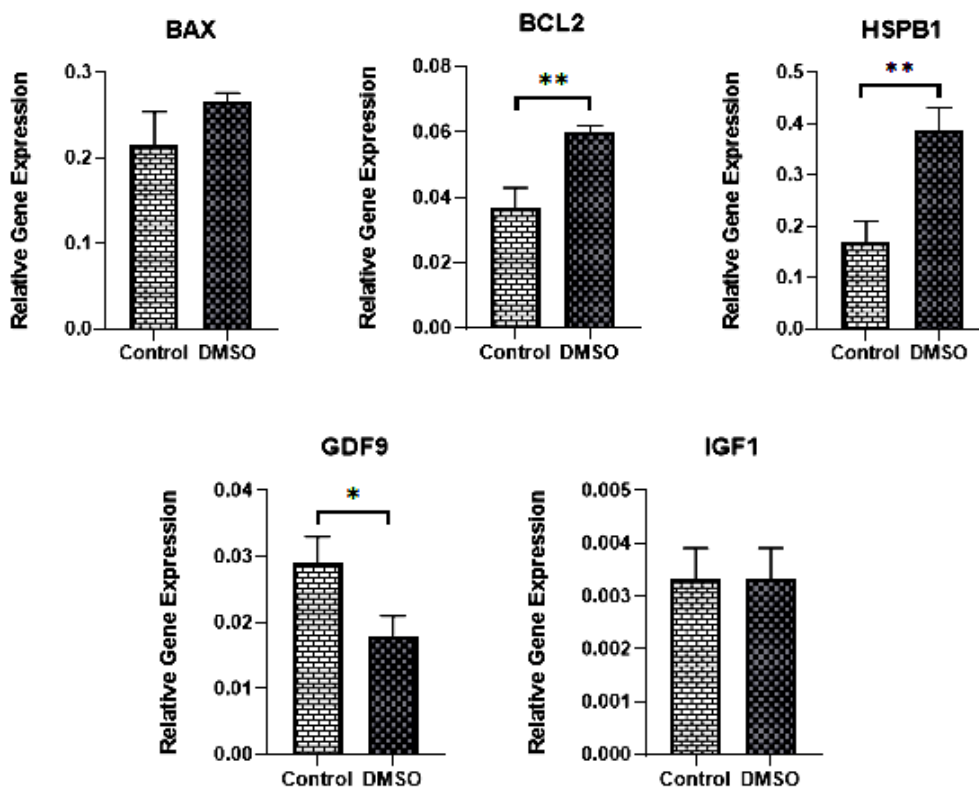 BAX
Relative Gene Expression
0.3
0.2
0.1
0.0
Control DMSO
BCL2
Relative Gene Expression
0.08
0.06
0.04
0.02
0.00
**
Control DMSO
HSPB1
Relative Gene Expression
0.5
0.4
0.3
0.2
0.1
0.0
**
Control DMSO
GDF9
Relative Gene Expression
0.04
0.03
0.02
0.01
0.00
*
Control DMSO
IGF1
Relative Gene Expression
0.005
0.004
0.003
0.002
0.001
0.000
Control DMSO